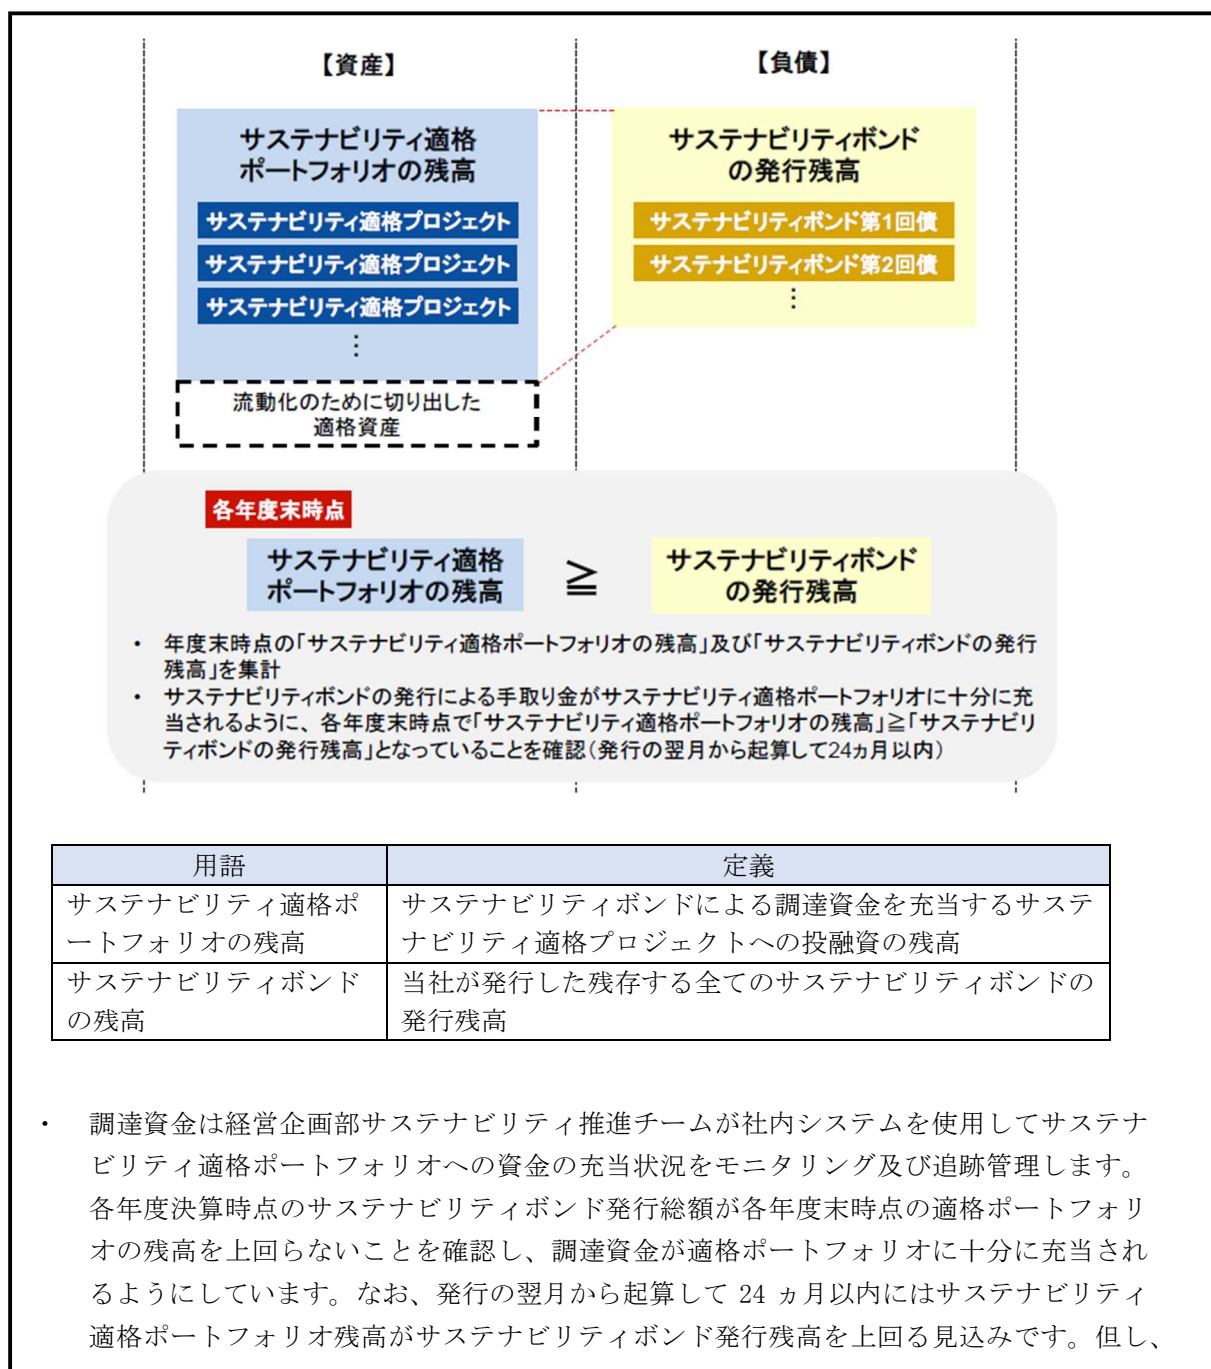 【資産】
【負債】
サステナビリティ適格
ポートフォリオの残高
サステナビリティ適格プロジェクト
サステナビリティ適格プロジェクト
サステナビリティ適格プロジェクト
⋮
流動化のために切り出した
適格資産
サステナビリティボンド
の発行残高
サステナビリティボンド第1回債
サステナビリティボンド第2回債
⋮
各年度末時点
サステナビリティ適格
ポートフォリオの残高
≧
サステナビリティボンド
の発行残高
・ 年度末時点の「サステナビリティ適格ポートフォリオの残高」及び「サステナビリティボンドの発行
残高」を集計
・ サステナビリティボンドの発行による手取り金がサステナビリティ適格ポートフォリオに十分に充
当されるように、各年度末時点で「サステナビリティ適格ポートフォリオの残高」≧「サステナビリ
ティボンドの発行残高」となっていることを確認（発行の翌月から起算して24ヵ月以内）
用語 定義
サステナビリティ適格ポ
ートフォリオの残高
サステナビリティボンドによる調達資金を充当するサステ
ナビリティ適格プロジェクトへの投融資の残高
サステナビリティボンド
の残高
当社が発行した残存する全てのサステナビリティボンドの
発行残高
・ 調達資金は経営企画部サステナビリティ推進チームが社内システムを使用してサステナ
ビリティ適格ポートフォリオへの資金の充当状況をモニタリング及び追跡管理します。
各年度決算時点のサステナビリティボンド発行総額が各年度末時点の適格ポートフォリ
オの残高を上回らないことを確認し、調達資金が適格ポートフォリオに十分に充当され
るようにしています。なお、発行の翌月から起算して 24 ヵ月以内にはサステナビリティ
適格ポートフォリオ残高がサステナビリティボンド発行残高を上回る見込みです。但し、